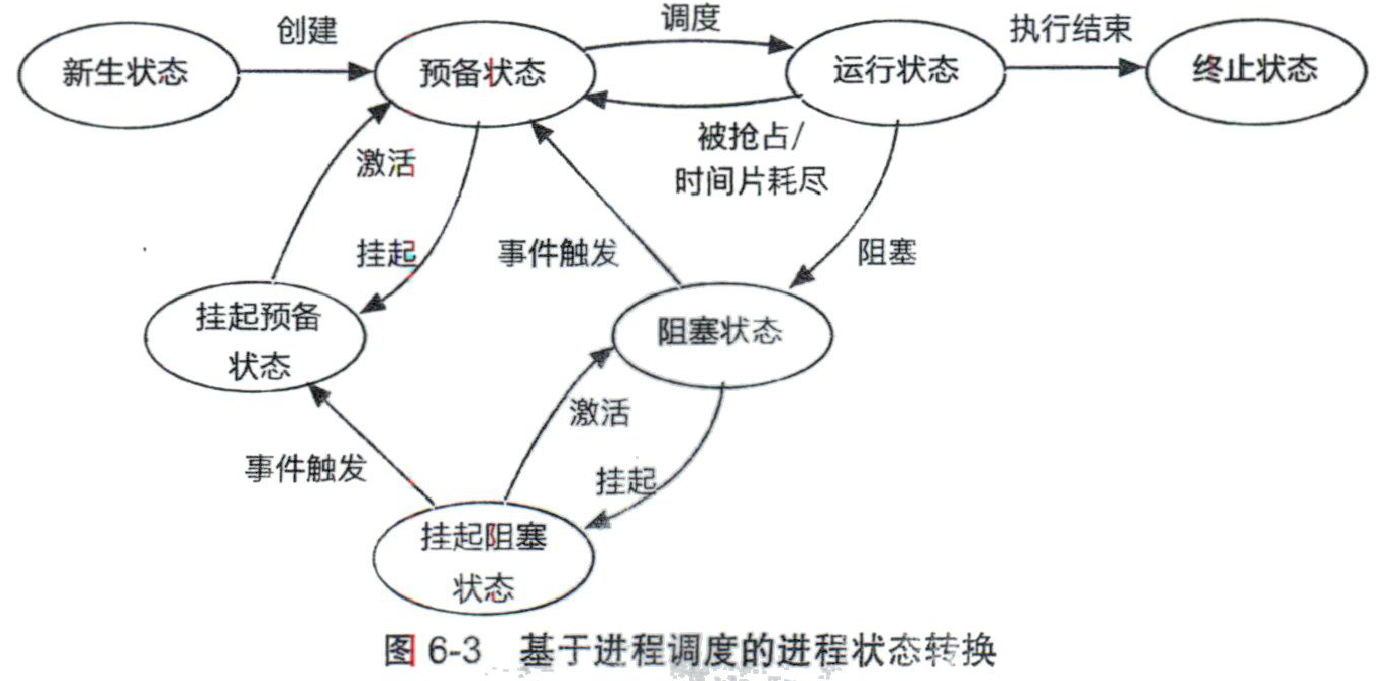 创建
调度
执行结束
新生状态
预备状态
运行状态
终止状态
被抢占/
时间片耗尽
激活
挂起
事件触发
阻塞
挂起预备
状态
阻塞状态
激活
挂起
事件触发
挂起阻塞
状态
图 6-3 基于进程调度的进程状态转换